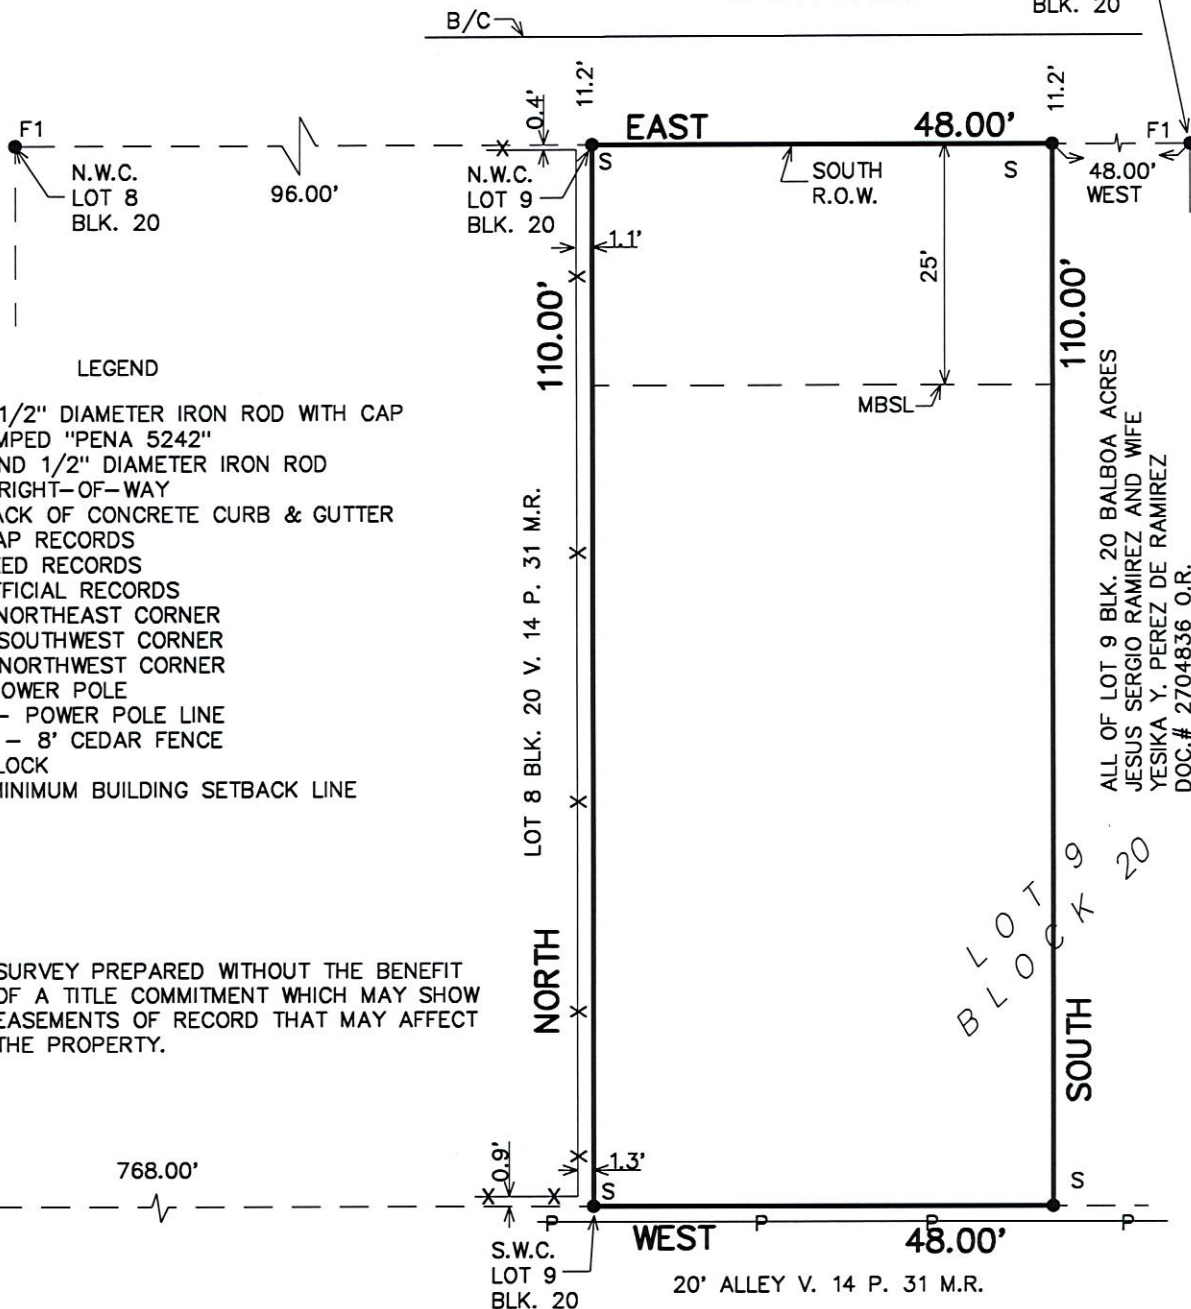 BLK. 20
B/C
11.2'
11.2'
0.4'
F1
EAST
48.00'
F1
N.W.C.
LOT 8
BLK. 20
96.00'
N.W.C.
LOT 9
BLK. 20
S
SOUTH
R.O.W.
S
48.00'
WEST
1.1'
25'
110.00'
110.00'
MBSL
LEGEND
1/2" DIAMETER IRON ROD WITH CAP
MPED "PENA 5242"
ND 1/2" DIAMETER IRON ROD
RIGHT-OF-WAY
ACK OF CONCRETE CURB & GUTTER
AP RECORDS
EED RECORDS
FFICIAL RECORDS
NORTHEAST CORNER
SOUTHWEST CORNER
NORTHWEST CORNER
OWER POLE
- POWER POLE LINE
- 8' CEDAR FENCE
LOCK
MINIMUM BUILDING SETBACK LINE
LOT 8 BLK. 20 V. 14 P. 31 M.R.
ALL OF LOT 9 BLK. 20 BALBOA ACRES
JESUS SERGIO RAMIREZ AND WIFE
YESIKA Y. PEREZ DE RAMIREZ
DOC.# 2704836 O.R.
LOT 9
BLOCK 20
SURVEY PREPARED WITHOUT THE BENEFIT
OF A TITLE COMMITMENT WHICH MAY SHOW
EASEMENTS OF RECORD THAT MAY AFFECT
THE PROPERTY.
NORTH
SOUTH
768.00'
0.9'
1.3'
S
S
P P P P
WEST
48.00'
S.W.C.
LOT 9
BLK. 20
20' ALLEY V. 14 P. 31 M.R.